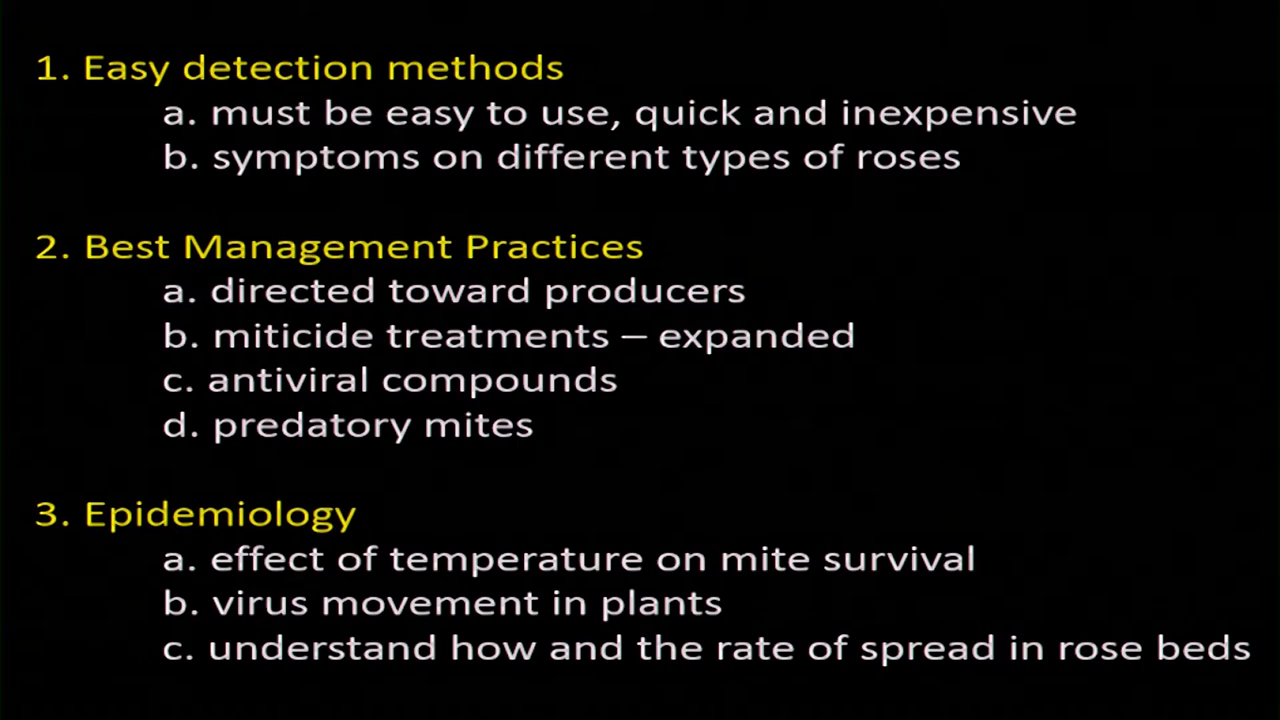 1. Easy detection methods
a. must be easy to use, quick and inexpensive
b. symptoms on different types of roses
2. Best Management Practices
a. directed toward producers
b. miticide treatments – expanded
c. antiviral compounds
d. predatory mites
3. Epidemiology
a. effect of temperature on mite survival
b. virus movement in plants
c. understand how and the rate of spread in rose beds